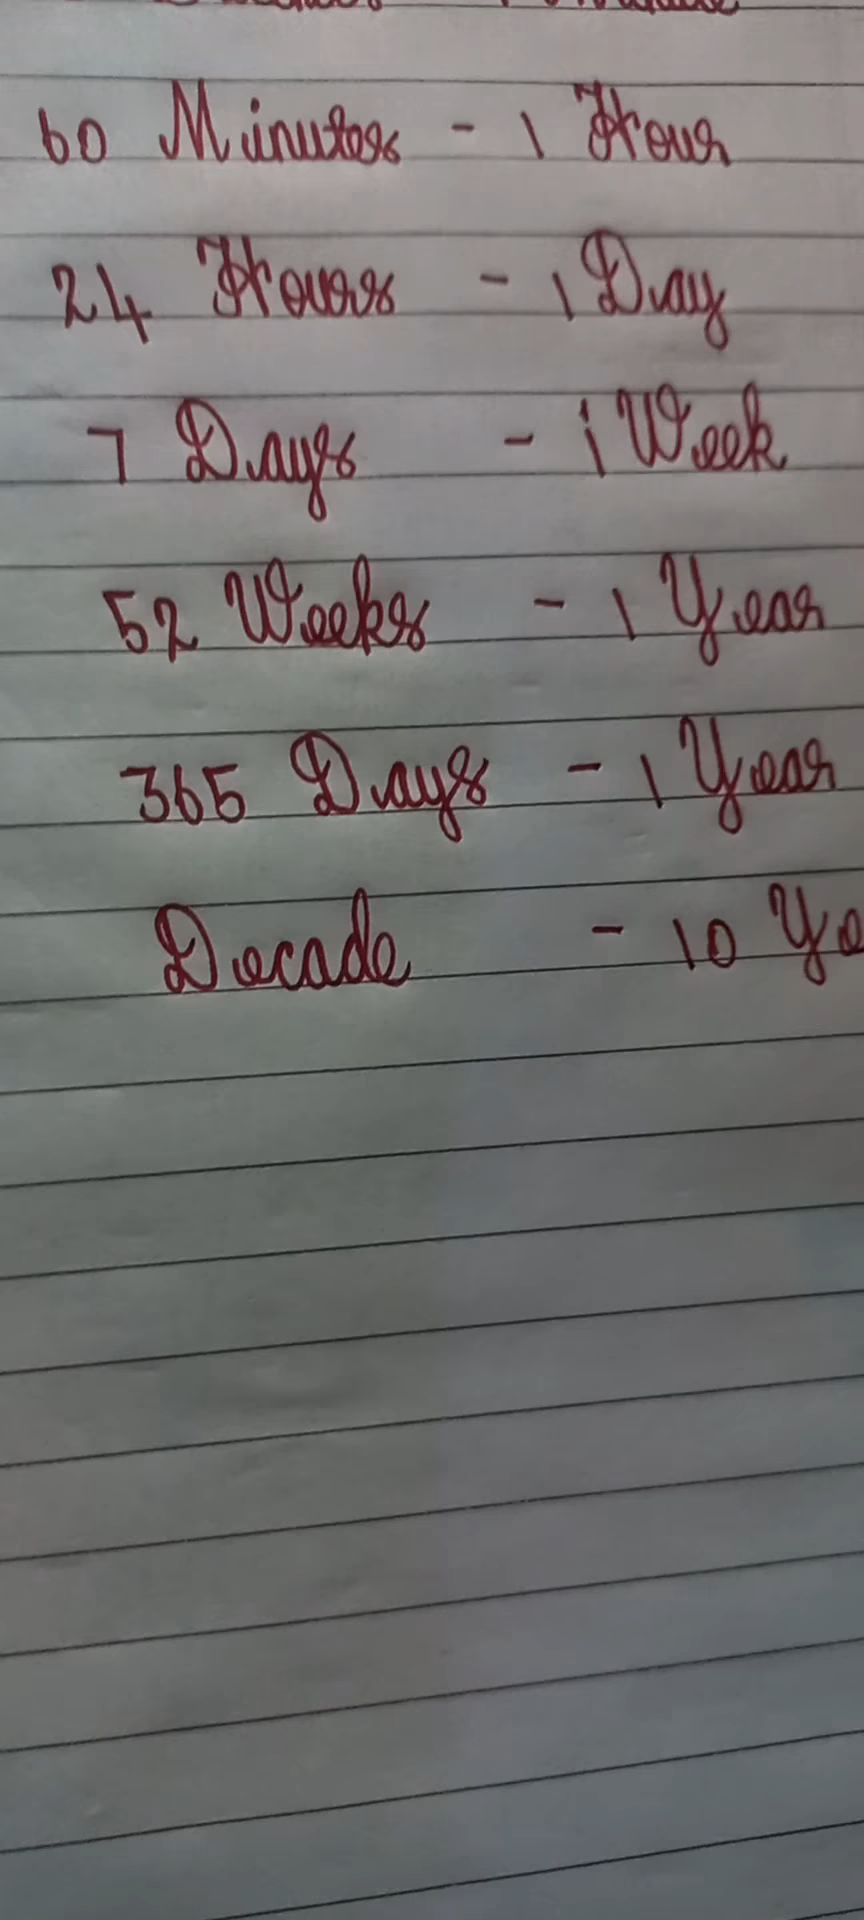 60 Minutes - 1 Hour
24 Hours - 1 Day
7 Days - 1 Week
52 Weeks - 1 Year
365 Days - 1 Year
Decade - 10 Ye